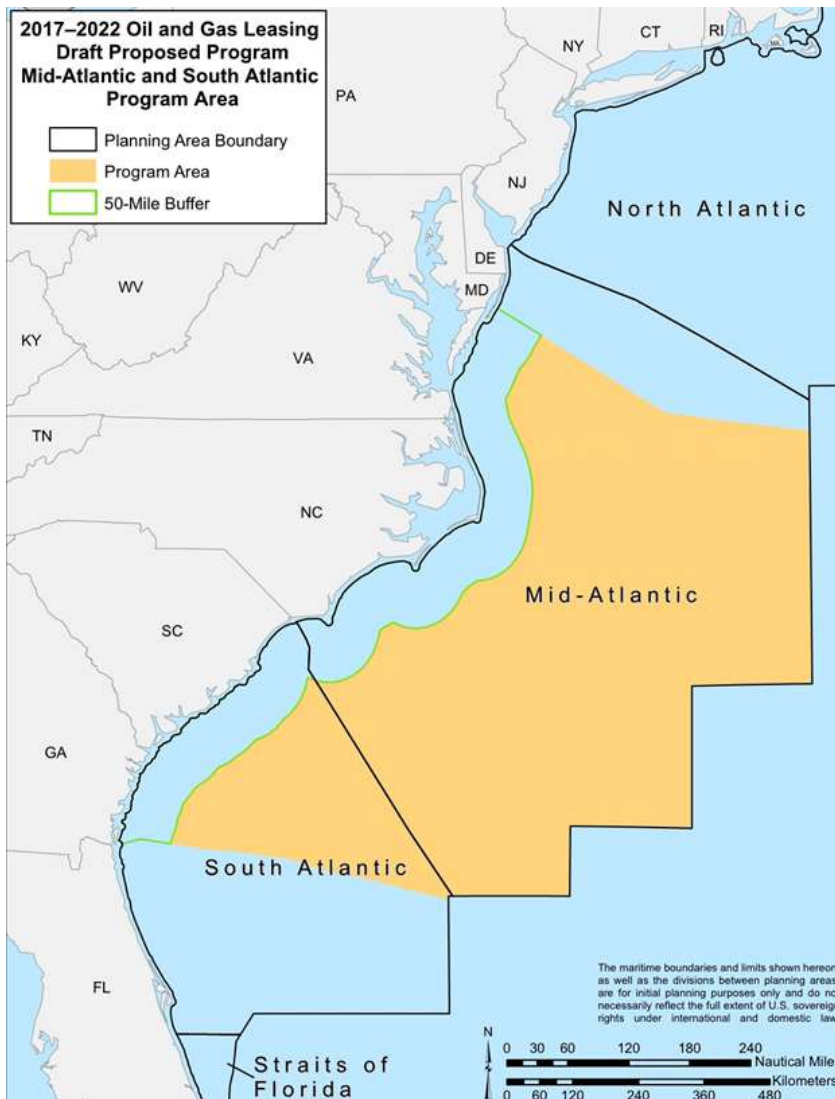 2017–2022 Oil and Gas Leasing
Draft Proposed Program
Mid-Atlantic and South Atlantic
Program Area
Planning Area Boundary
Program Area
50-Mile Buffer
NY
CT
RI
MA
PA
NJ
North Atlantic
DE
MD
WV
KY
VA
TN
NC
Mid-Atlantic
SC
GA
South Atlantic
FL
Straits of
Florida
The maritime boundaries and limits shown hereon
as well as the divisions between planning areas
are for initial planning purposes only and do no
necessarily reflect the full extent of U.S. sovereign
rights under international and domestic law
N
0 30 60 120 180 240
Nautical Mile
Kilometers
0 60 120 240 360 480